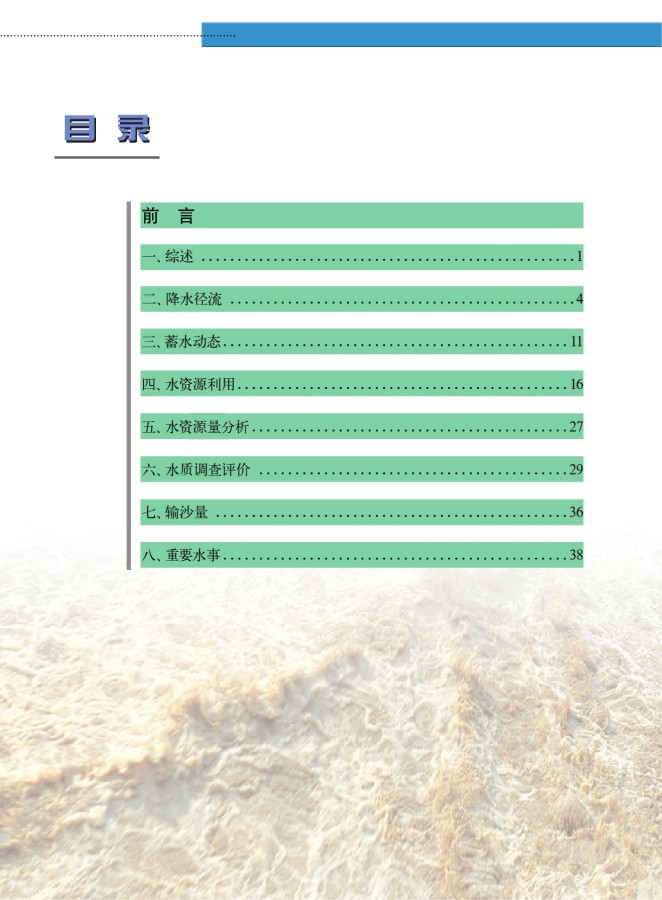 目 录
前 言
一、综述 ....................................................1
二、降水径流 ................................................4
三、蓄水动态.................................................11
四、水资源利用...............................................16
五、水资源量分析.............................................27
六、水质调查评价 ............................................29
七、输沙量 ..................................................36
八、重要水事.................................................38